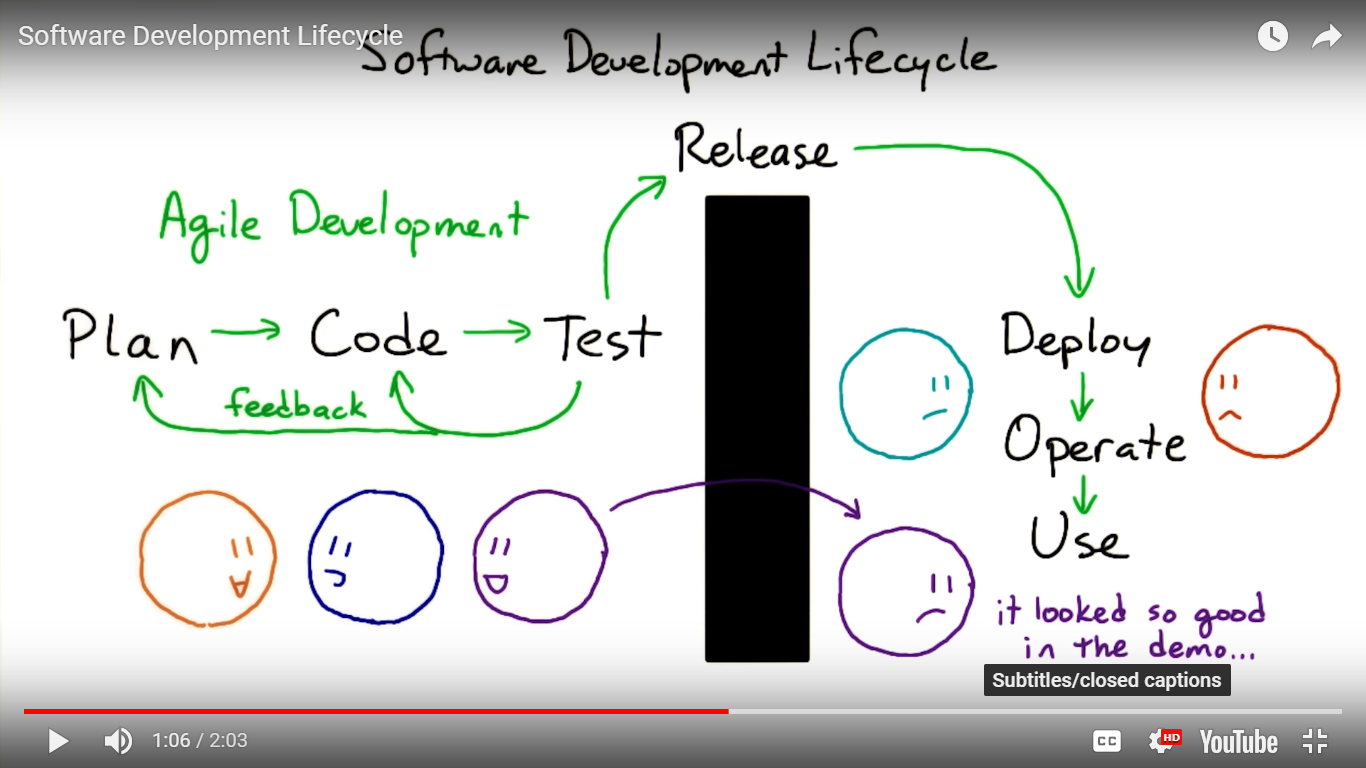 Software Development Lifecycle
Software Development Lifecycle
Release
Agile Development
Plan Code Test
feedback
Deploy
Operate
Use
it looked so good
in the demo...
Subtitles/closed captions
1:06 / 2:03
CC
HD
YouTube